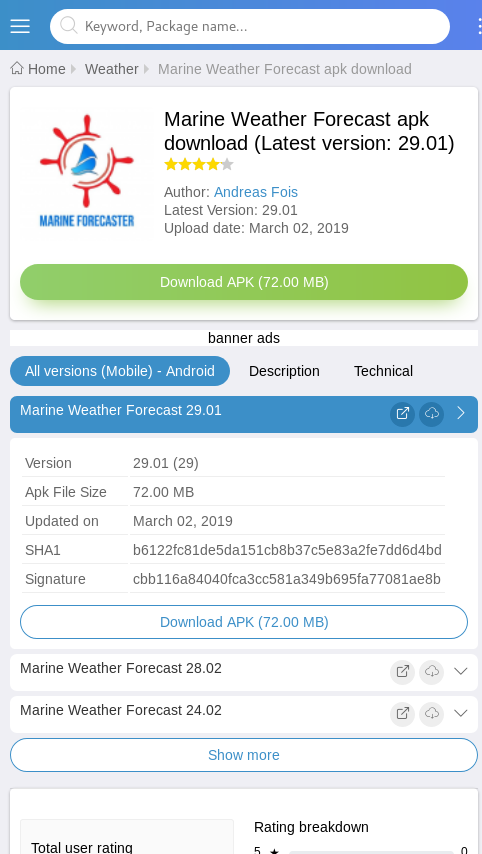 Keyword, Package name...
Home Weather Marine Weather Forecast apk download
MARINE FORECASTER
Marine Weather Forecast apk
download (Latest version: 29.01)
Author: Andreas Fois
Latest Version: 29.01
Upload date: March 02, 2019
Download APK (72.00 MB)
banner ads
All versions (Mobile) - Android Description Technical
Marine Weather Forecast 29.01
Version 29.01 (29)
Apk File Size 72.00 MB
Updated on March 02, 2019
SHA1 b6122fc81de5da151cb8b37c5e83a2fe7dd6d4bd
Signature cbb116a84040fca3cc581a349b695fa77081ae8b
Download APK (72.00 MB)
Marine Weather Forecast 28.02
Marine Weather Forecast 24.02
Show more
Rating breakdown
Total user rating
5 ★ 0